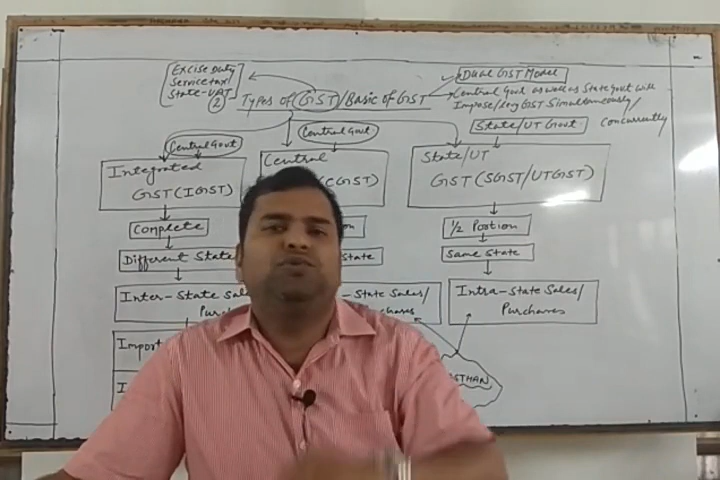 Excise Duty
Service tax/
State-VAT
2
Types of GST/Basic of GST
Dual GST Model
Central Govt as well as State Govt will
Impose/levy GST Simultaneously/
Concurrently
Central Govt
Central Govt
State/UT Govt
Integrated
GST(IGST)
Central
(CGST)
State/UT
GST(SGST/UTGST)
Complete
1/2 Portion
Different State
State
Same State
Inter-State Sales
State Sales/
Intra-State Sales/
Purchases
Import